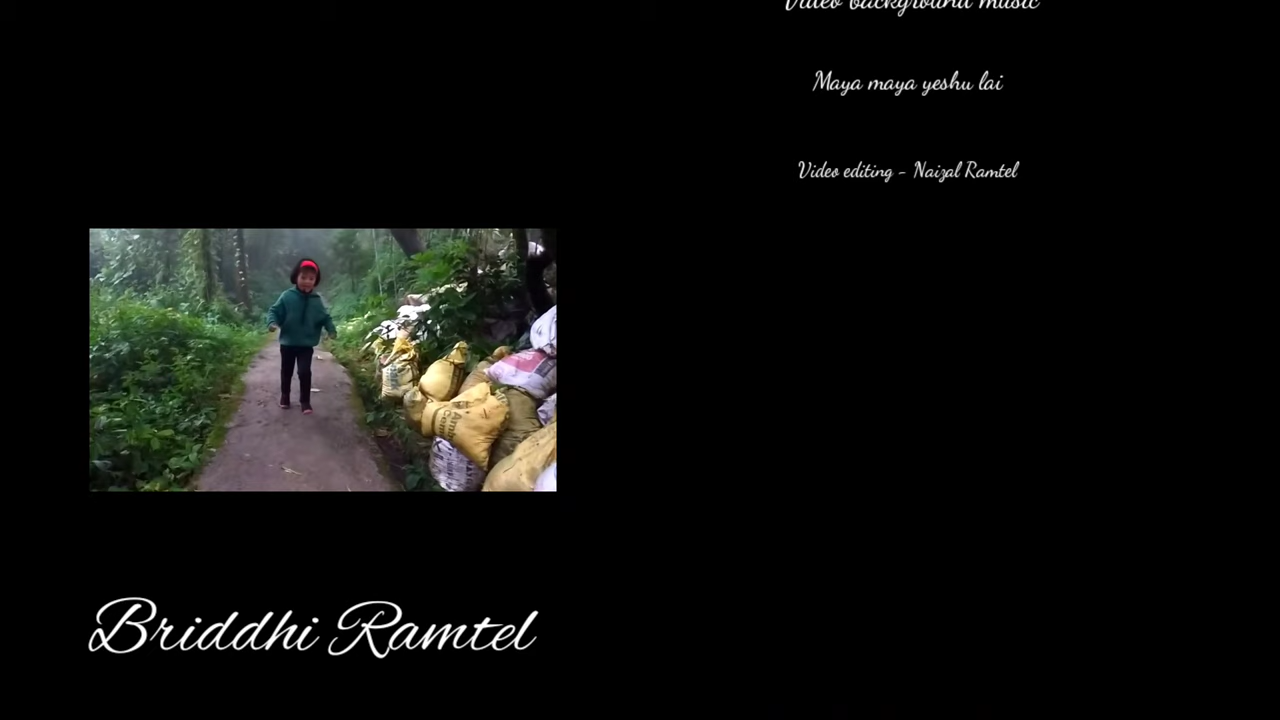 Video background music
Maya maya yeshu lai
Video editing - Naizal Ramtel
Briddhi Ramtel